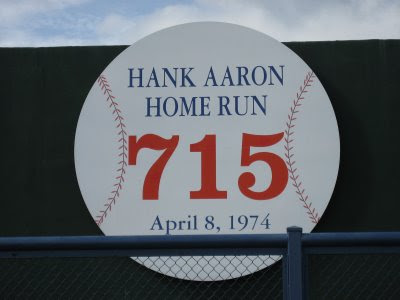 HANK AARON
HOME RUN
715
April 8, 1974